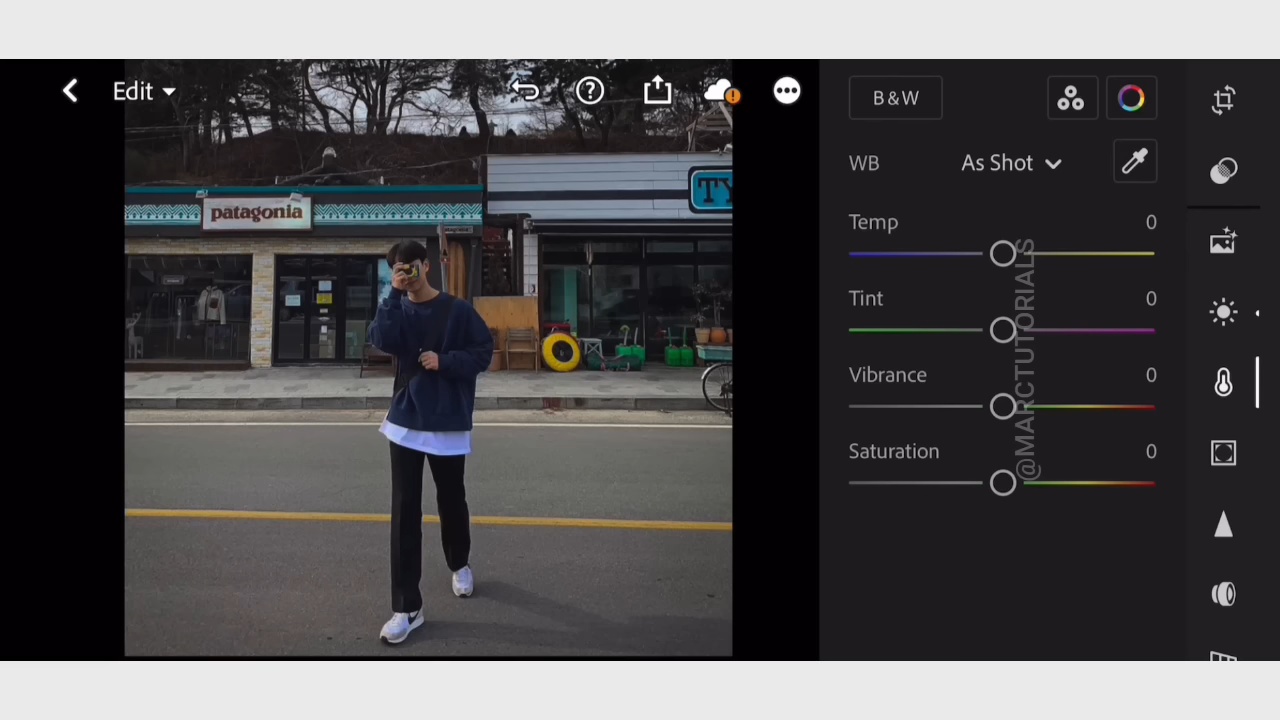 Edit
B&W
WB
As Shot
Temp
0
Tint
0
Vibrance
0
Saturation
0
@MARCTUTORIALS
patagonia
TY